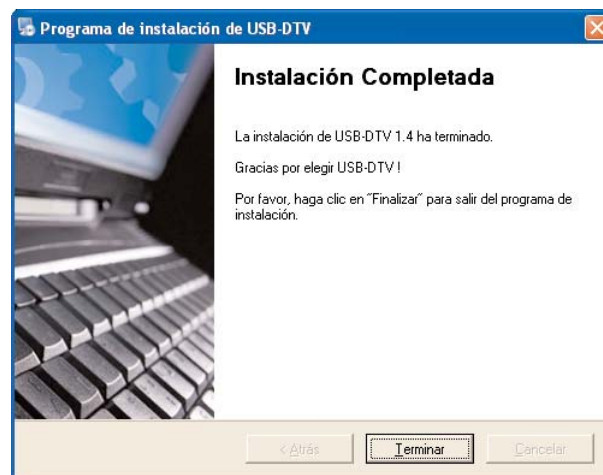 Programa de instalación de USB-DTV
Instalación Completada
La instalación de USB-DTV 1.4 ha terminado.
Gracias por elegir USB-DTV !
Por favor, haga clic en "Finalizar" para salir del programa de
instalación.
< Atrás
Terminar
Cancelar